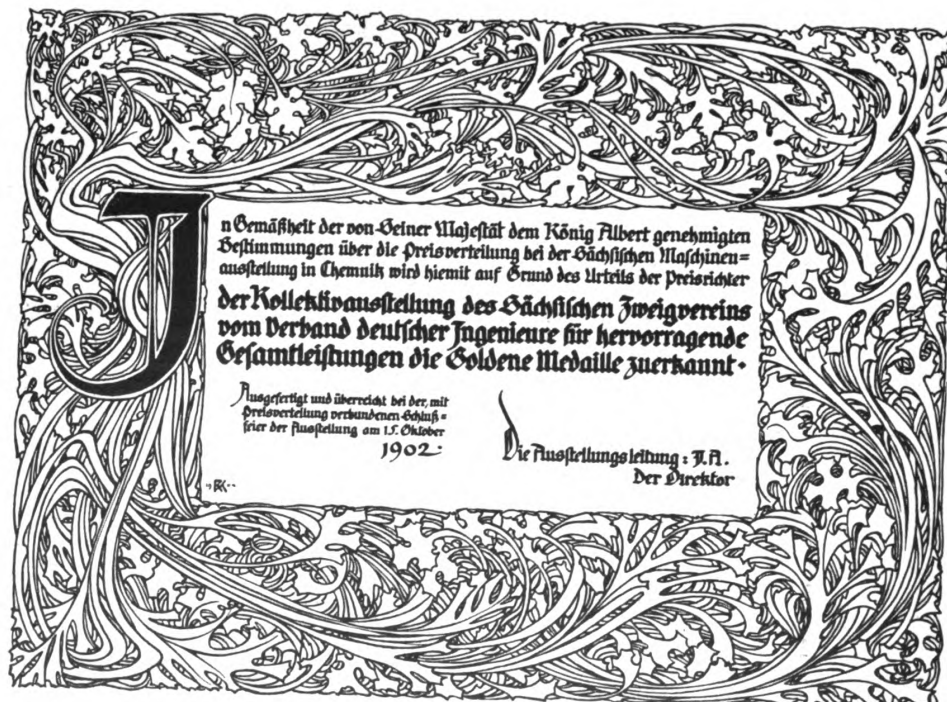 In Gemäßheit der von Seiner Majestät dem König Albert genehmigten
Bestimmungen über die Preisverteilung bei der Sächsischen Maschinen=
ausstellung in Chemnitz wird hiemit auf Grund des Urteils der Preisrichter
der Kollektivausstellung des Sächsischen Zweigvereins
vom Verband deutscher Ingenieure für hervorragende
Gesamtleistungen die Goldene Medaille zuerkannt·
Ausgefertigt und überreicht bei der, mit
Preisverteilung verbundenen Schluß=
feier der Ausstellung am 15. Oktober
1902·
Die Ausstellungsleitung: I.A.
Der Direktor